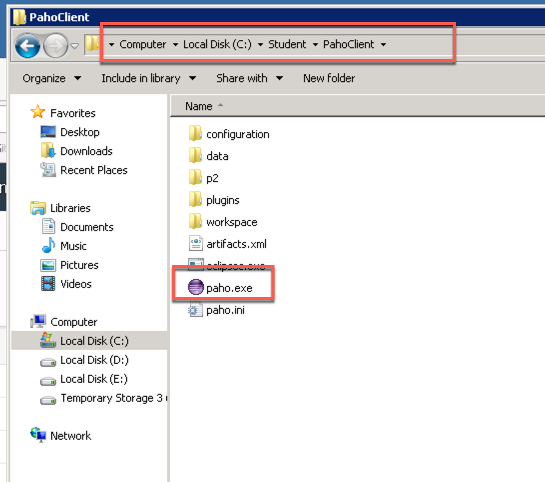 PahoClient
Computer Local Disk (C:) Student PahoClient
Organize Include in library Share with New folder
Name
Favorites
Desktop
Downloads
Recent Places
Libraries
Documents
Music
Pictures
Videos
Computer
Local Disk (C:)
Local Disk (D:)
Local Disk (E:)
Temporary Storage 3
Network
configuration
data
p2
plugins
workspace
artifacts.xml
eclipsec.exe
paho.exe
paho.ini